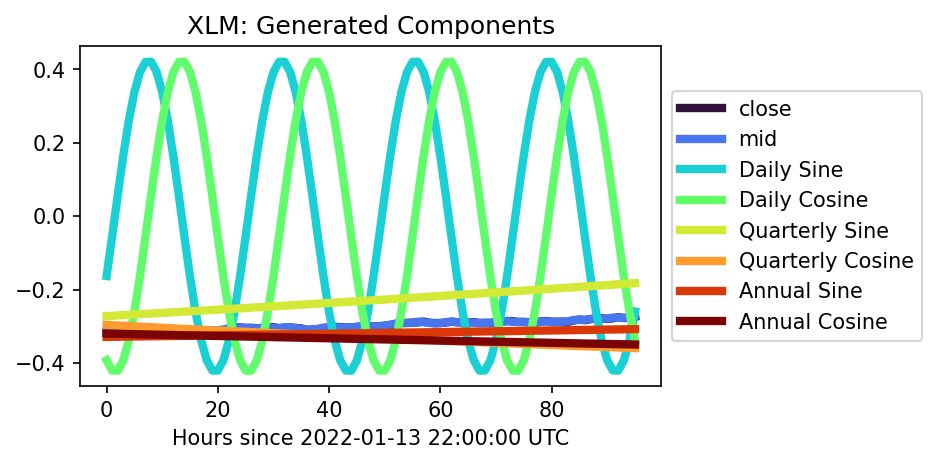 XLM: Generated Components
0.4
0.2
0.0
−0.2
−0.4
0
20
40
60
80
Hours since 2022-01-13 22:00:00 UTC
close
mid
Daily Sine
Daily Cosine
Quarterly Sine
Quarterly Cosine
Annual Sine
Annual Cosine